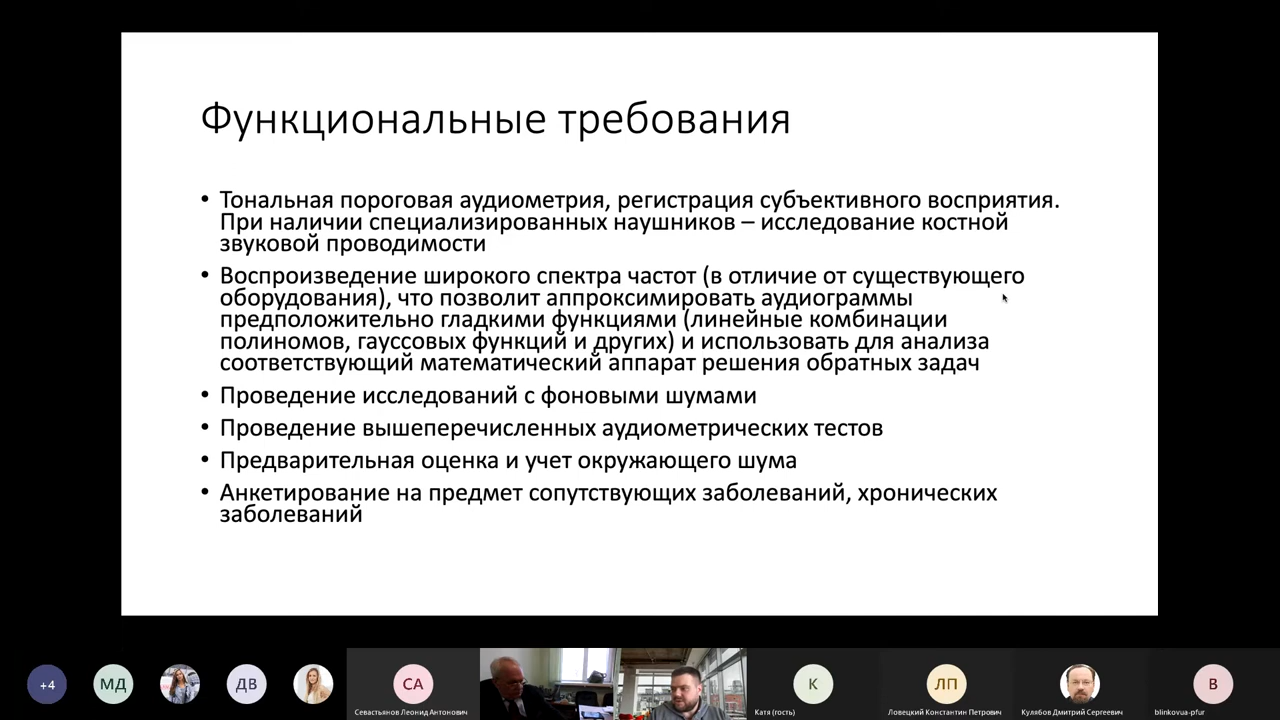 Функциональные требования
• Тональная пороговая аудиометрия, регистрация субъективного восприятия.
При наличии специализированных наушников – исследование костной
звуковой проводимости
• Воспроизведение широкого спектра частот (в отличие от существующего
оборудования), что позволит аппроксимировать аудиограммы
предположительно гладкими функциями (линейные комбинации
полиномов, гауссовых функций и других) и использовать для анализа
соответствующий математический аппарат решения обратных задач
• Проведение исследований с фоновыми шумами
• Проведение вышеперечисленных аудиометрических тестов
• Предварительная оценка и учет окружающего шума
• Анкетирование на предмет сопутствующих заболеваний, хронических
заболеваний
+4
МД
ДВ
СА
К
ЛП
B
Севастьянов Леонид Антонович
Катя (гость)
Ловецкий Константин Петрович
Кулябов Дмитрий Сергеевич
blinkovua-pfur